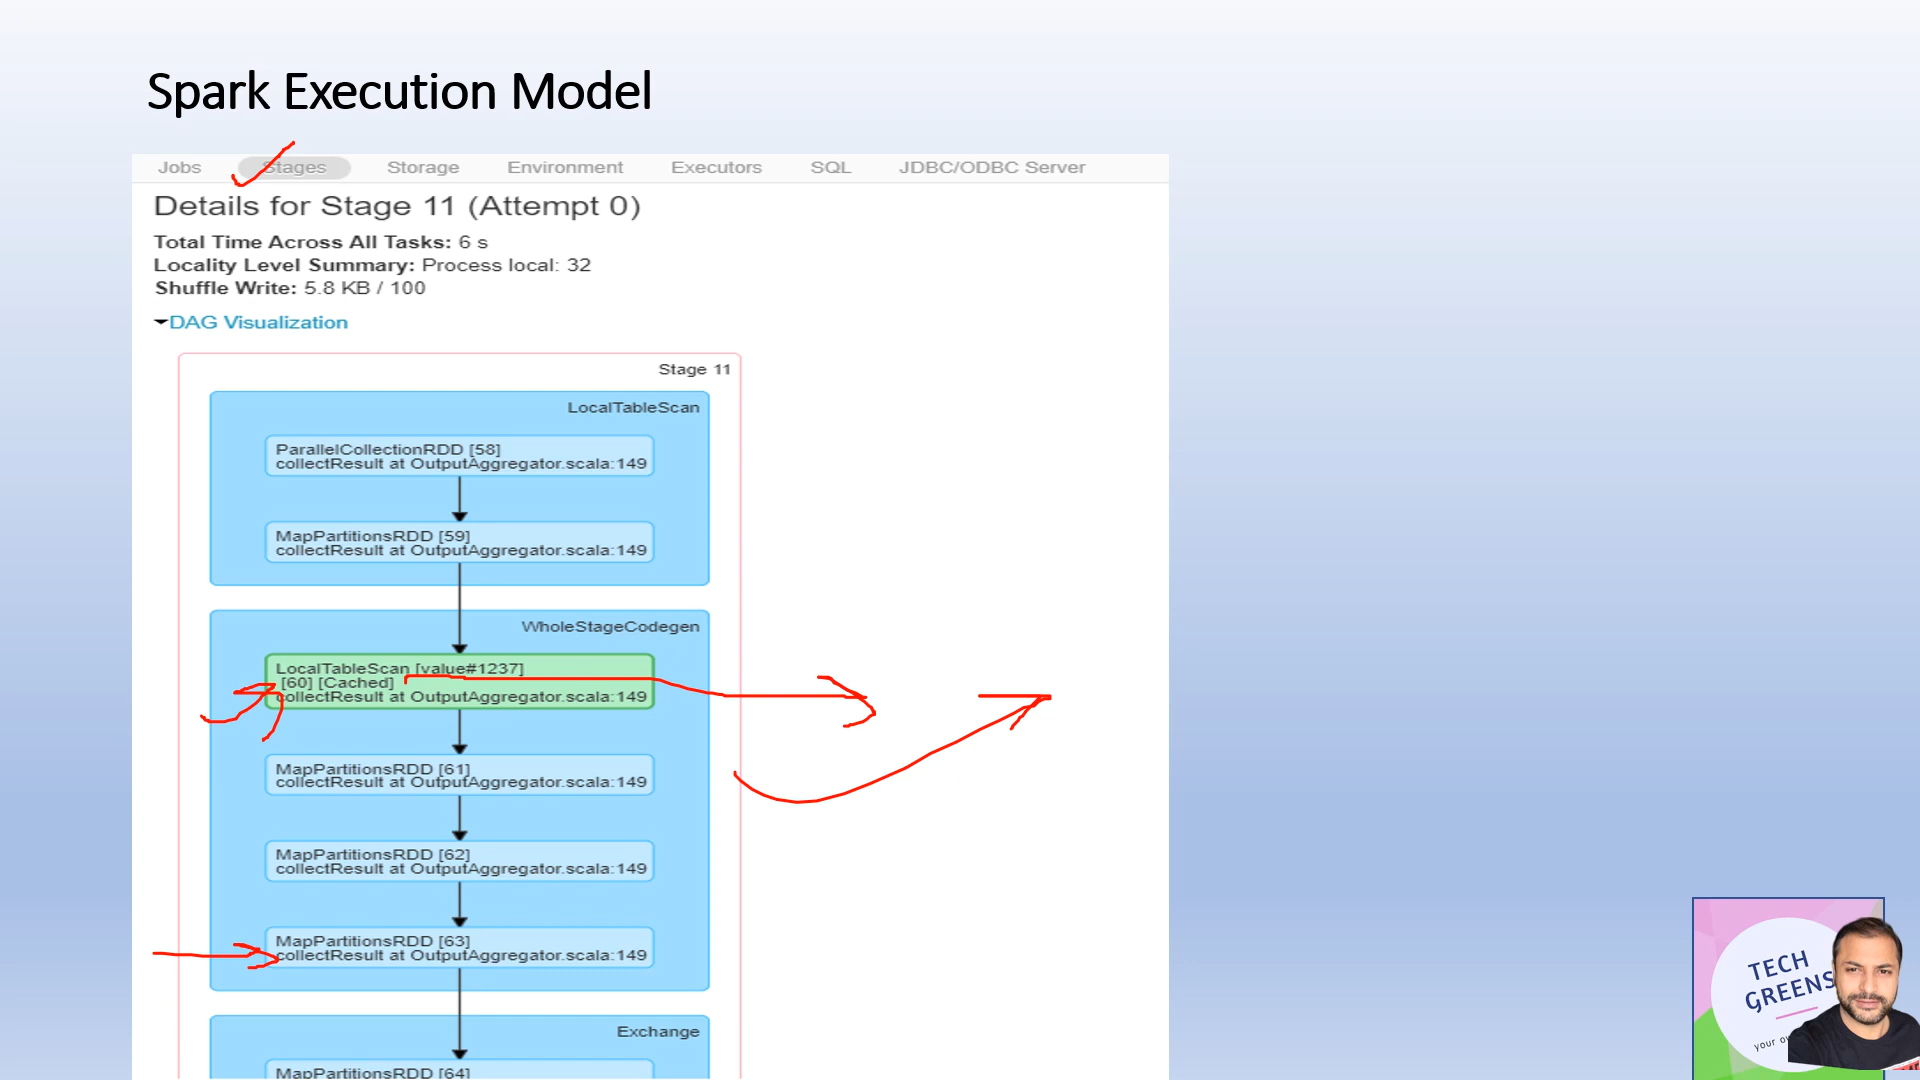 Spark Execution Model
Jobs Stages Storage Environment Executors SQL JDBC/ODBC Server
Details for Stage 11 (Attempt 0)
Total Time Across All Tasks: 6 s
Locality Level Summary: Process local: 32
Shuffle Write: 5.8 KB / 100
DAG Visualization
Stage 11
LocalTableScan
ParallelCollectionRDD [58]
collectResult at OutputAggregator.scala:149
MapPartitionsRDD [59]
collectResult at OutputAggregator.scala:149
WholeStageCodegen
LocalTableScan [value#1237]
[60] [Cached]
collectResult at OutputAggregator.scala:149
MapPartitionsRDD [61]
collectResult at OutputAggregator.scala:149
MapPartitionsRDD [62]
collectResult at OutputAggregator.scala:149
MapPartitionsRDD [63]
collectResult at OutputAggregator.scala:149
Exchange
MapPartitionsRDD [64]
TECH
GREENS
your